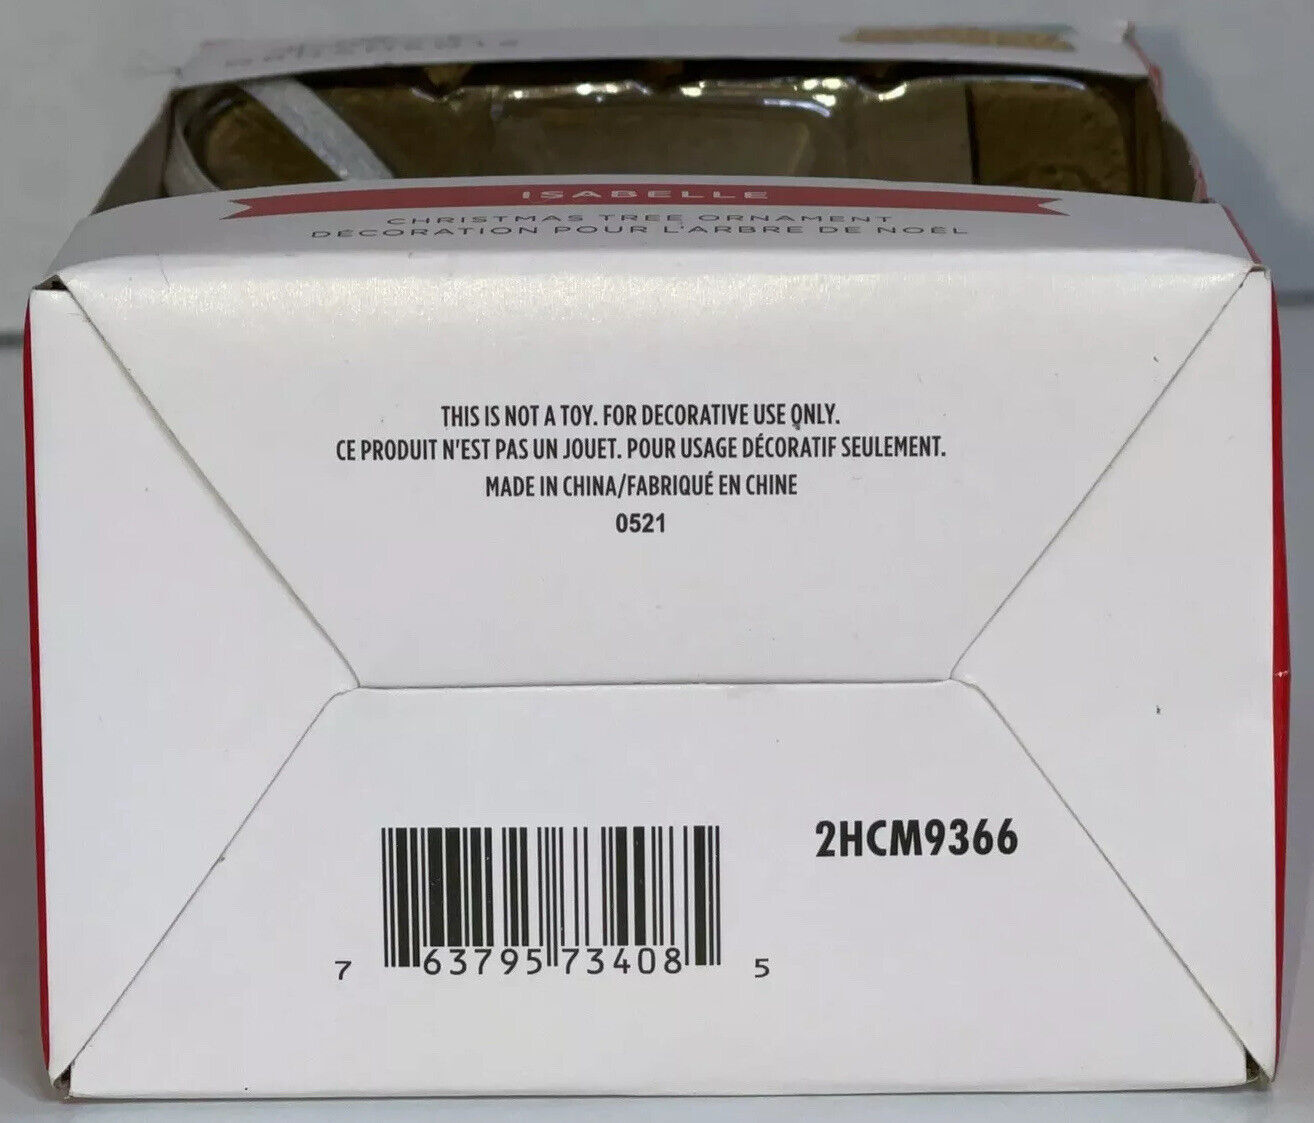 ISABELLE
CHRISTMAS TREE ORNAMENT
DÉCORATION POUR L'ARBRE DE NOËL
THIS IS NOT A TOY. FOR DECORATIVE USE ONLY.
CE PRODUIT N'EST PAS UN JOUET. POUR USAGE DÉCORATIF SEULEMENT.
MADE IN CHINA/FABRIQUÉ EN CHINE
0521
2HCM9366
7 63795 73408 5